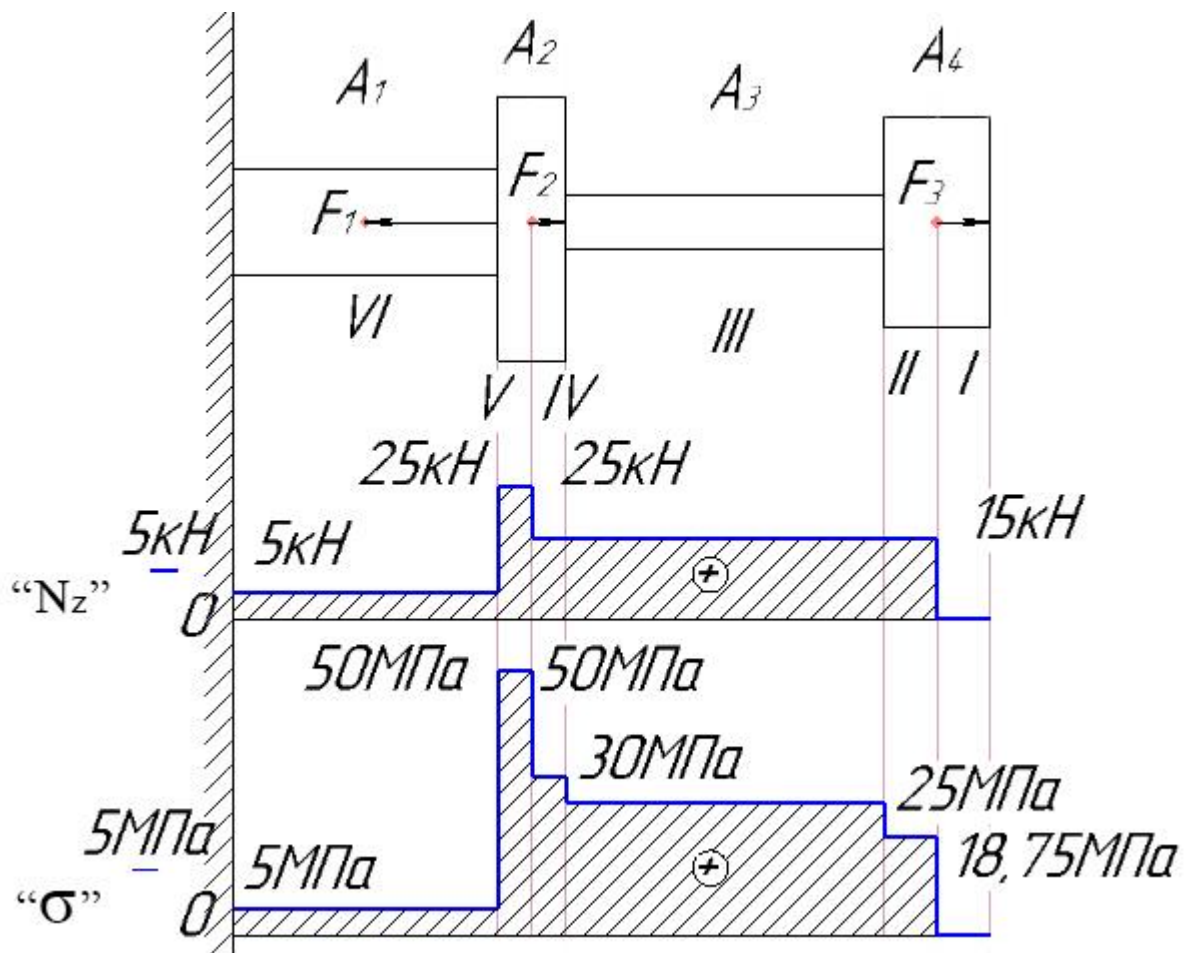 A1
A2
A3
A4
F1
F2
F3
VI
V
IV
III
II
I
25кН
25кН
15кН
5кН
5кН
“Nz”
0
50МПа
50МПа
30МПа
25МПа
18,75МПа
5МПа
5МПа
“σ”
0